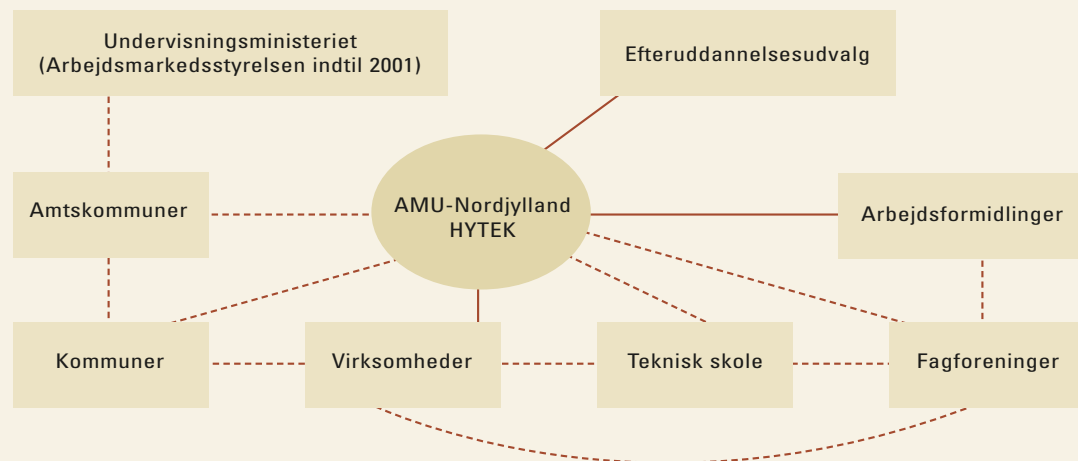 Undervisningsministeriet
(Arbejdsmarkedsstyrelsen indtil 2001)
Efteruddannelsesudvalg
Amtskommuner
AMU-Nordjylland
HYTEK
Arbejdsformidlinger
Kommuner
Virksomheder
Teknisk skole
Fagforeninger